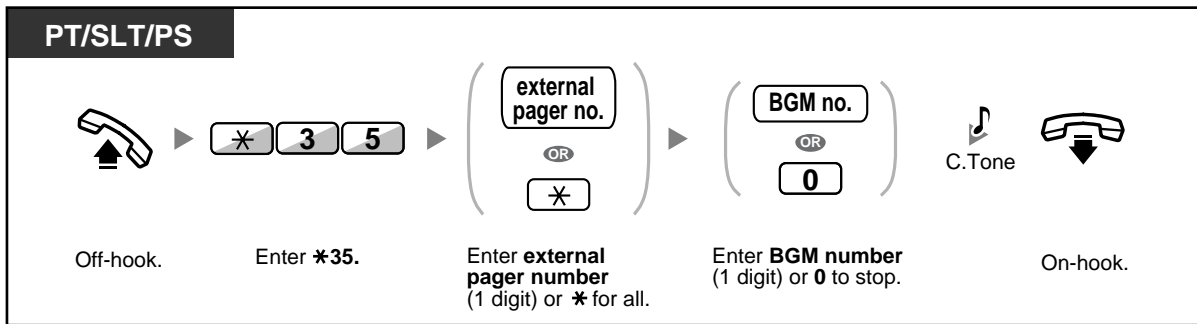 PT/SLT/PS
* 3 5
external
pager no.
OR
*
BGM no.
OR
0
C.Tone
Off-hook.
Enter *35.
Enter external
pager number
(1 digit) or * for all.
Enter BGM number
(1 digit) or 0 to stop.
On-hook.